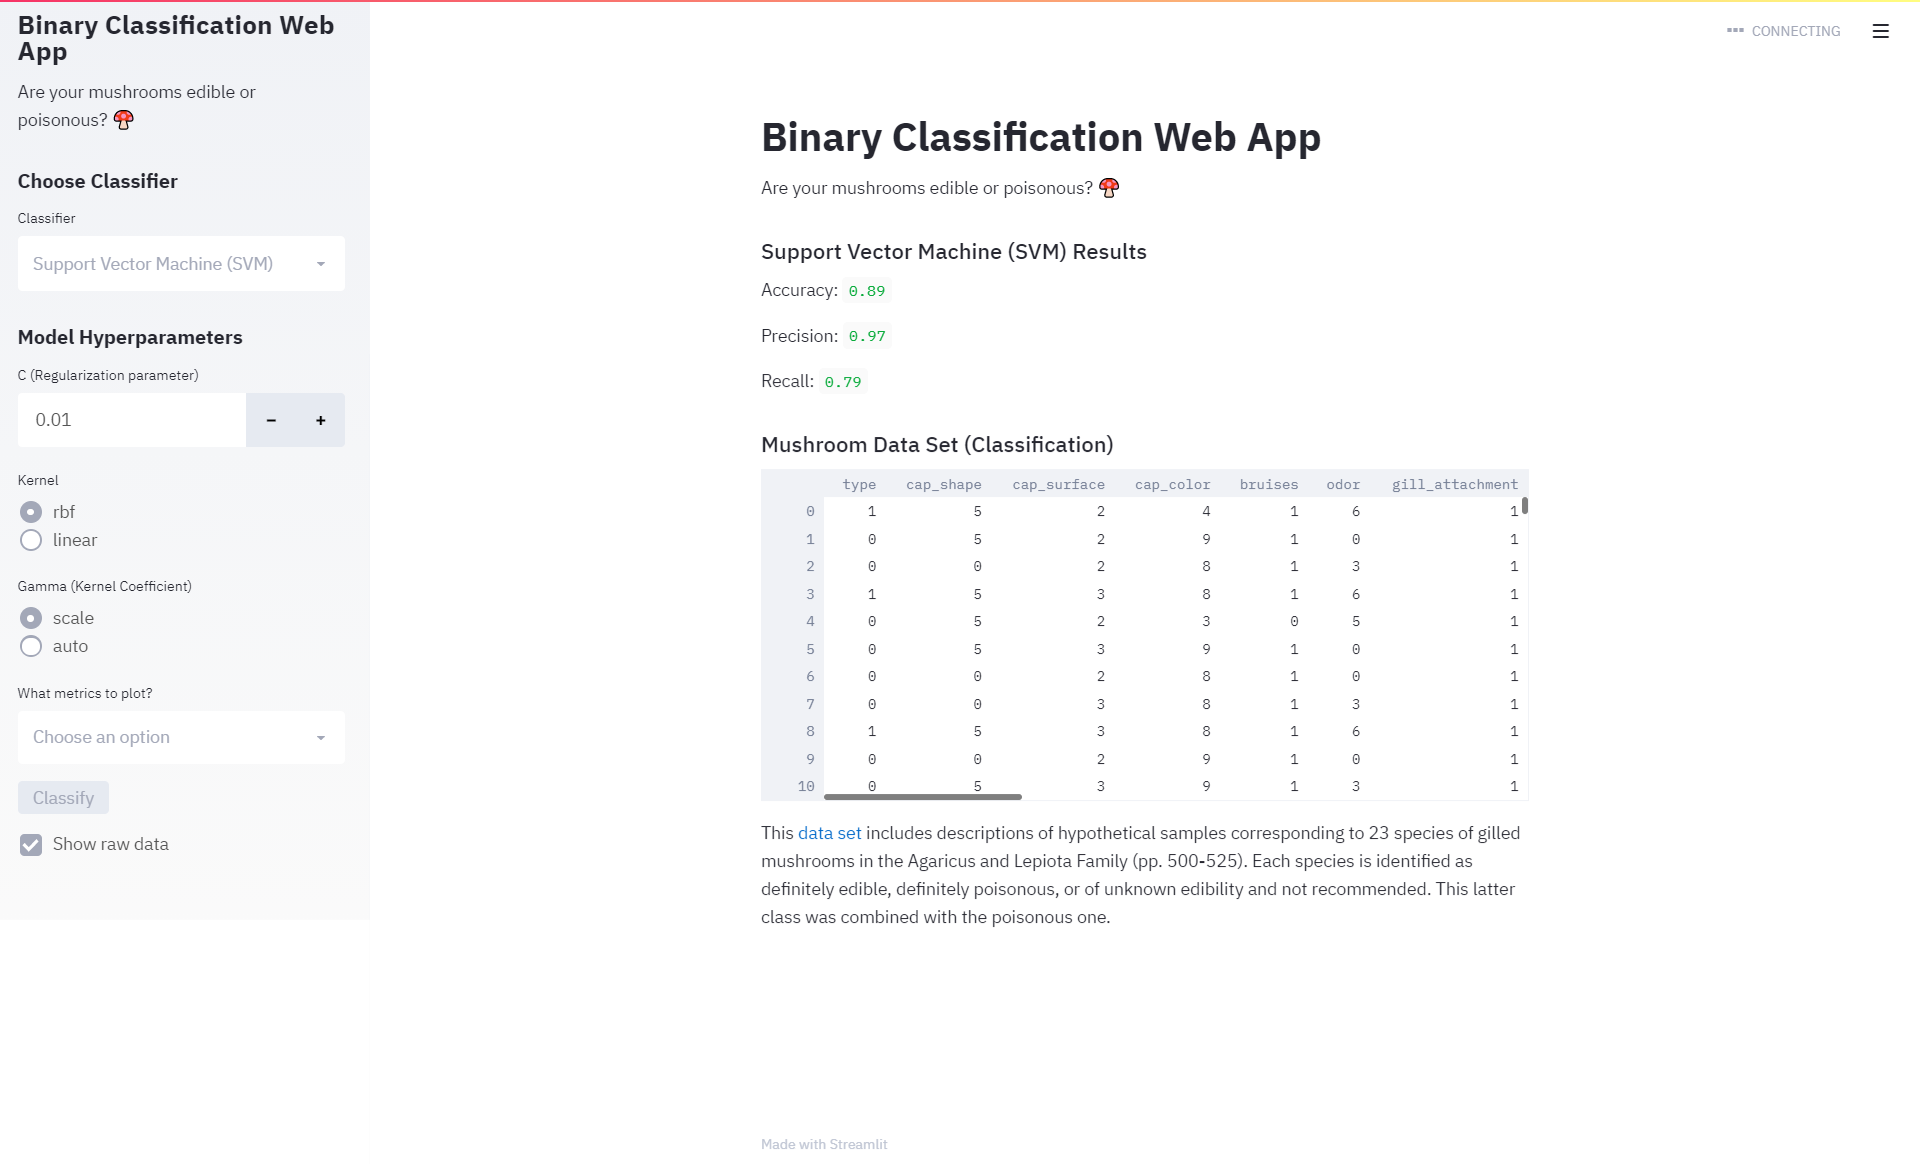 Binary Classification Web
App
Are your mushrooms edible or
poisonous? 🍄
Choose Classifier
Classifier
Support Vector Machine (SVM)
Model Hyperparameters
C (Regularization parameter)
0.01
− +
Kernel
rbf
linear
Gamma (Kernel Coefficient)
scale
auto
What metrics to plot?
Choose an option
Classify
Show raw data
CONNECTING
Binary Classification Web App
Are your mushrooms edible or poisonous? 🍄
Support Vector Machine (SVM) Results
Accuracy: 0.89
Precision: 0.97
Recall: 0.79
Mushroom Data Set (Classification)
type cap_shape cap_surface cap_color bruises odor gill_attachment
0 1 5 2 4 1 6 1
1 0 5 2 9 1 0 1
2 0 0 2 8 1 3 1
3 1 5 3 8 1 6 1
4 0 5 2 3 0 5 1
5 0 5 3 9 1 0 1
6 0 0 2 8 1 0 1
7 0 0 3 8 1 3 1
8 1 5 3 8 1 6 1
9 0 0 2 9 1 0 1
10 0 5 3 9 1 3 1
This data set includes descriptions of hypothetical samples corresponding to 23 species of gilled
mushrooms in the Agaricus and Lepiota Family (pp. 500-525). Each species is identified as
definitely edible, definitely poisonous, or of unknown edibility and not recommended. This latter
class was combined with the poisonous one.
Made with Streamlit